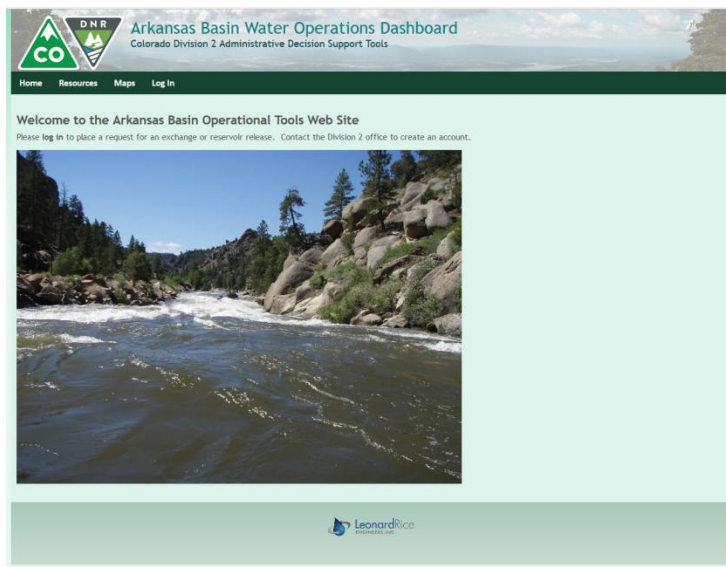 CO
DNR
Arkansas Basin Water Operations Dashboard
Colorado Division 2 Administrative Decision Support Tools
Home Resources Maps Log In
Welcome to the Arkansas Basin Operational Tools Web Site
Please log in to place a request for an exchange or reservoir release. Contact the Division 2 office to create an account.
LeonardRice
ENGINEERS, INC.